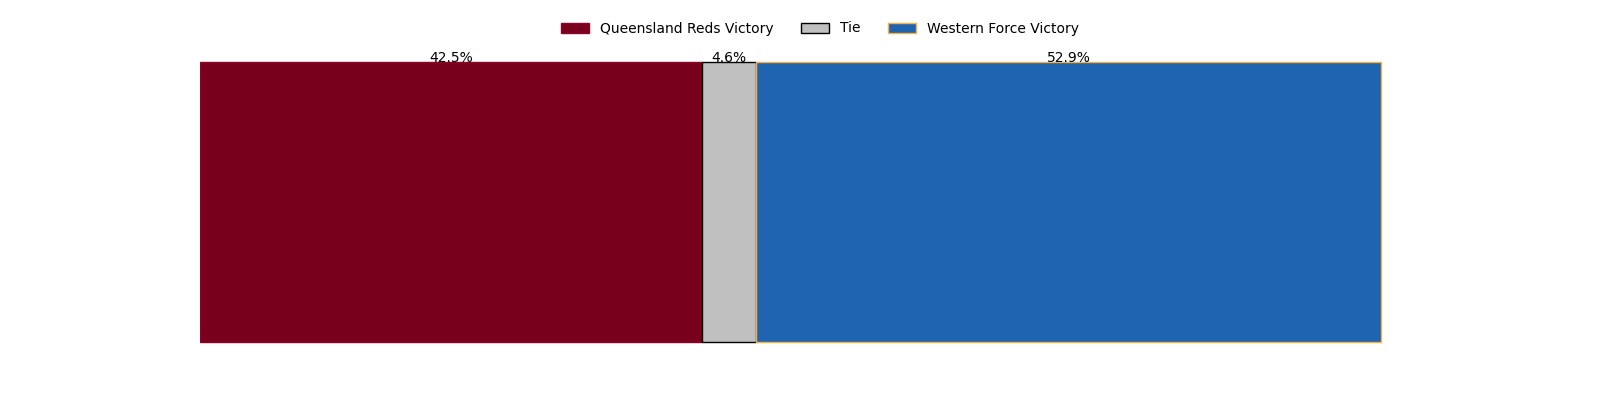 Queensland Reds Victory Tie Western Force Victory
42.5% 4.6% 52.9%